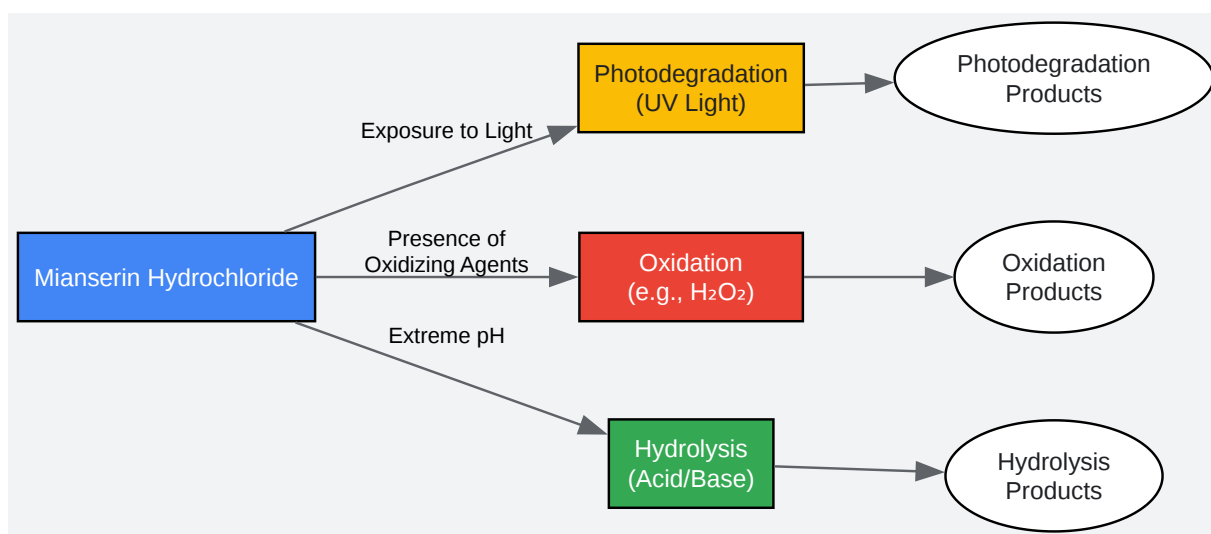 Photodegradation
(UV Light)
Photodegradation
Products
Exposure to Light
Mianserin Hydrochloride
Presence of
Oxidizing Agents
Oxidation
(e.g., H₂O₂)
Oxidation
Products
Extreme pH
Hydrolysis
(Acid/Base)
Hydrolysis
Products